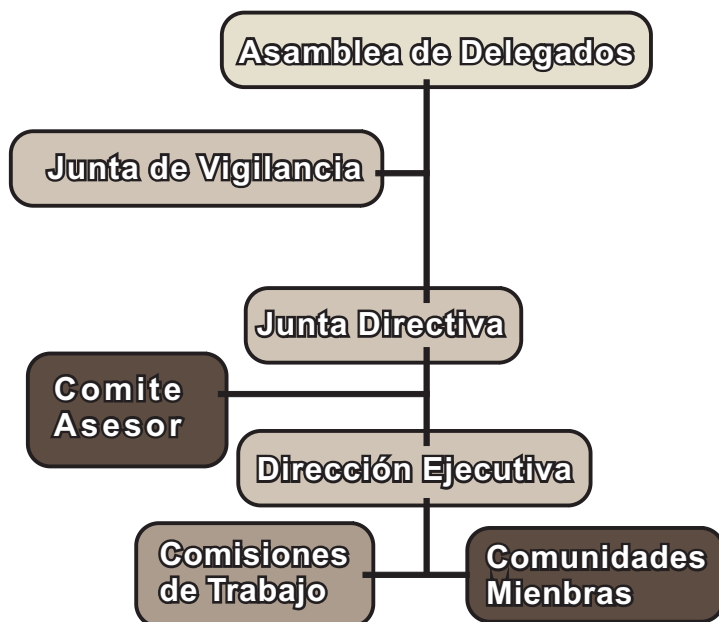 Asamblea de Delegados
Junta de Vigilancia
Junta Directiva
Comite
Asesor
Dirección Ejecutiva
Comisiones
de Trabajo
Comunidades
Mienbras